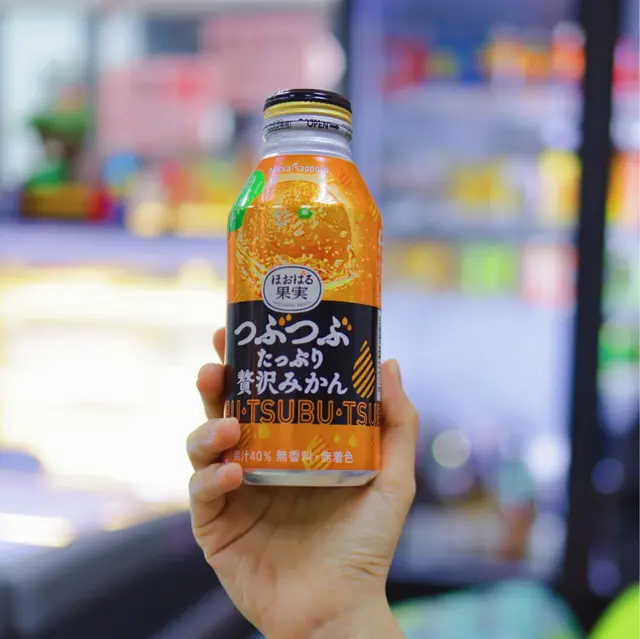 OPEN
pokka sapporo
ほおばる
果実
つぶつぶ
たっぷり
贅沢みかん
U・TSUBU・TSU
果汁40% 無香料・無着色